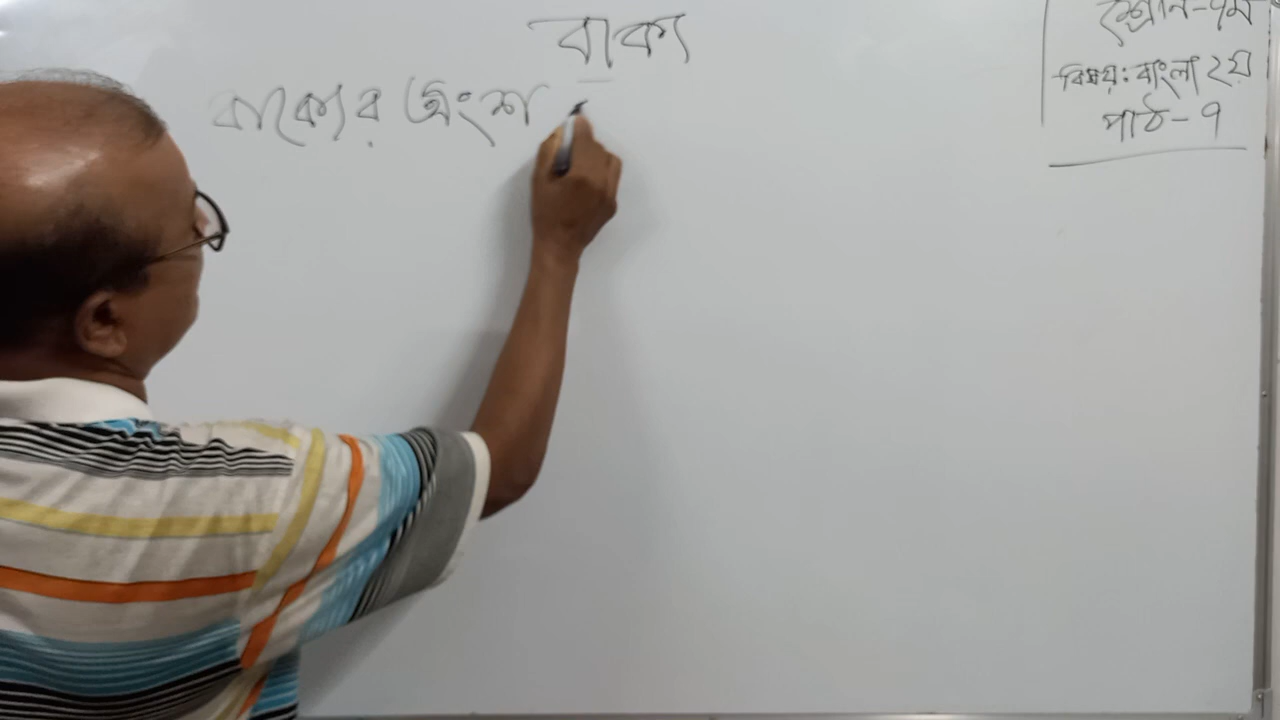 বাক্য
বাক্যের অংশ
শ্রেনি-৭ম
বিষয়: বাংলা ২য়
পাঠ-৭